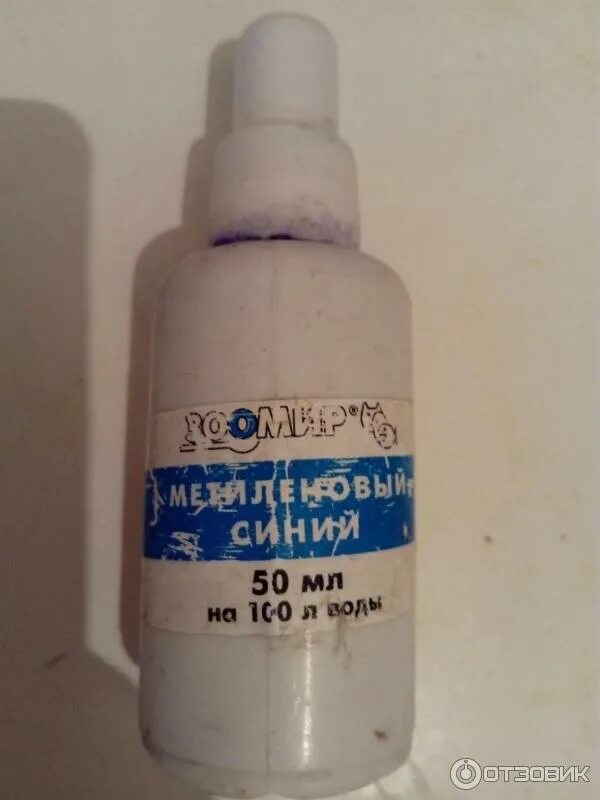 ЗООМИР®
МЕТИЛЕНОВЫЙ
СИНИЙ
50 мл
на 100 л воды
ОТЗОВИК